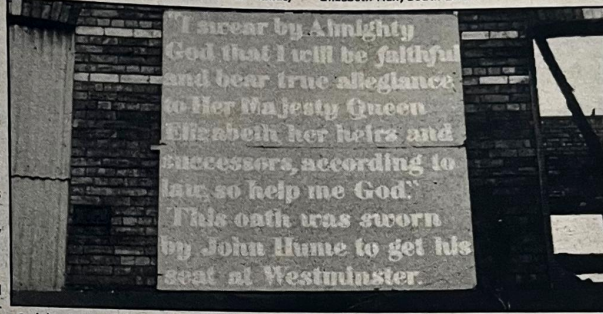 "I swear by Almighty
God that I will be faithful
and bear true allegiance
to Her Majesty Queen
Elizabeth her heirs and
successors, according to
law, so help me God."
This oath was sworn
by John Hume to get his
seat at Westminster.